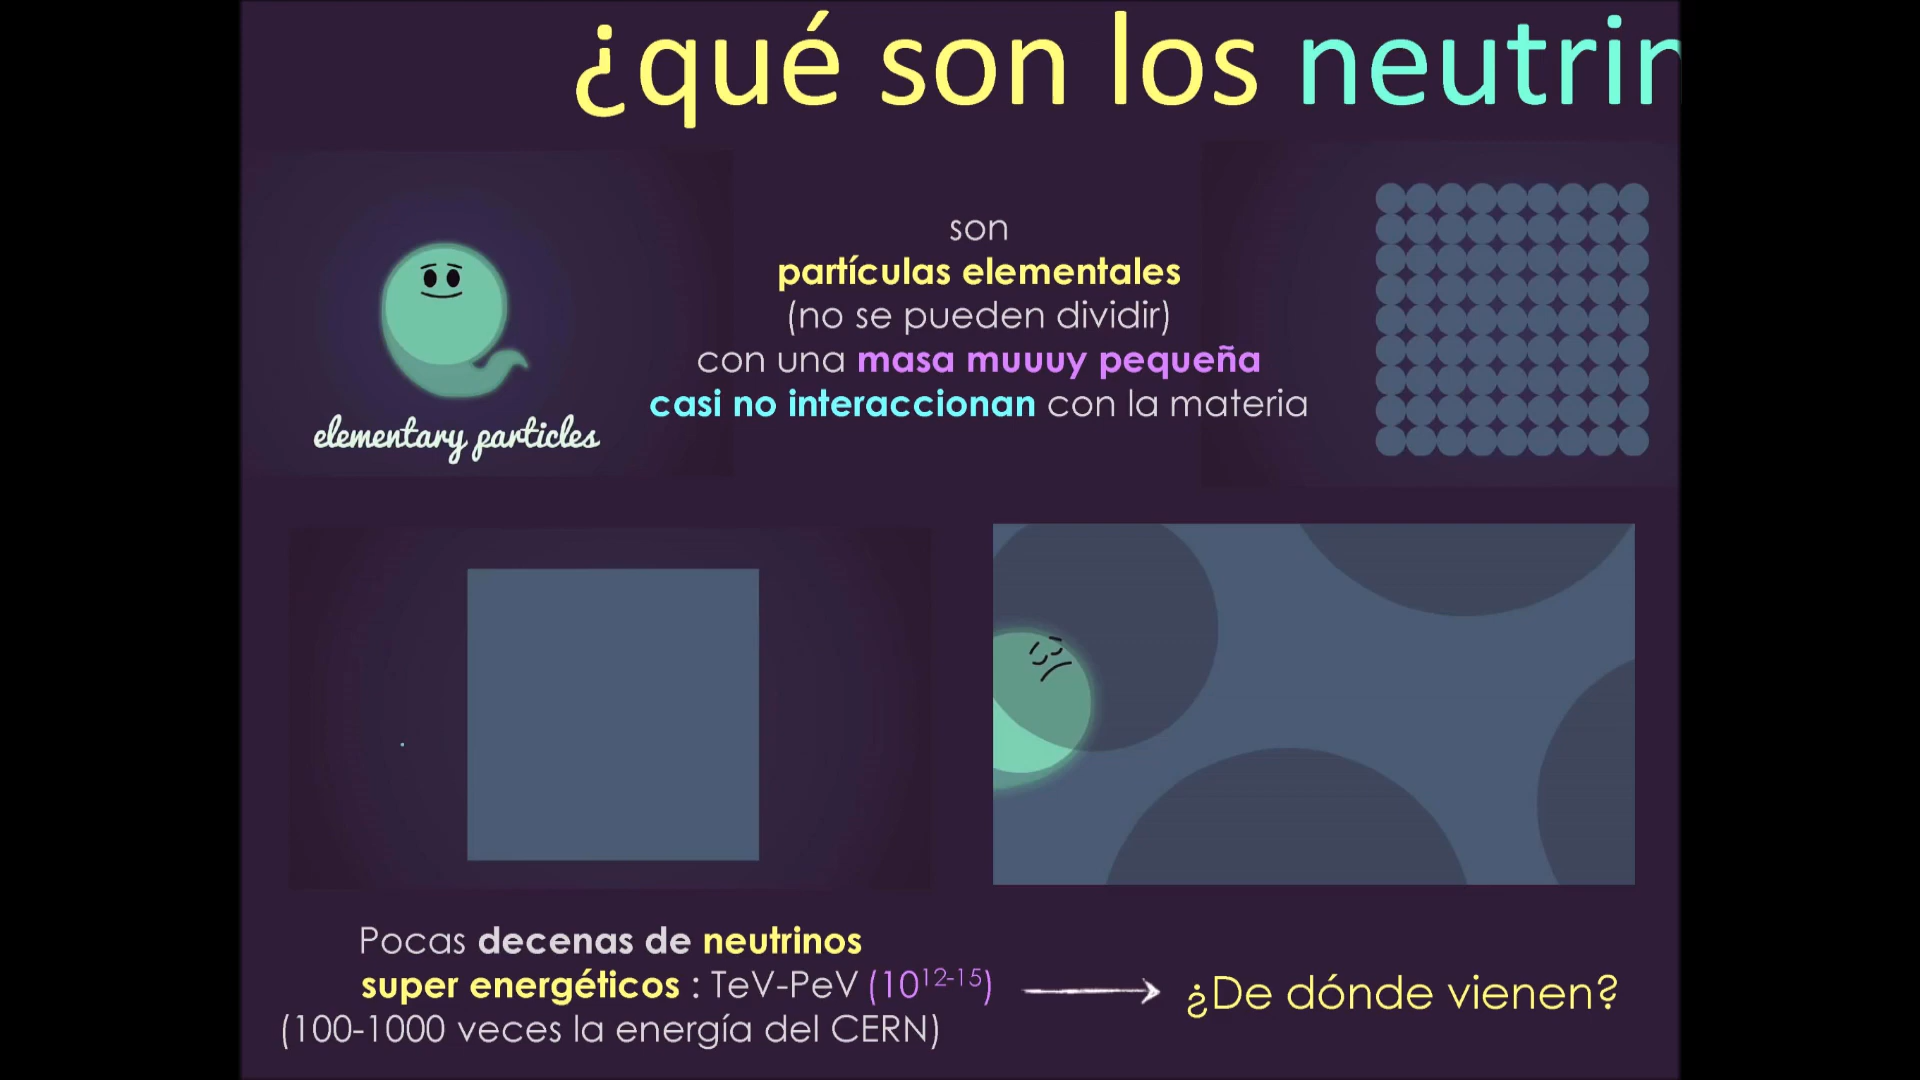 ¿qué son los neutrin
son
partículas elementales
(no se pueden dividir)
con una masa muuuy pequeña
casi no interaccionan con la materia
elementary particles
Pocas decenas de neutrinos
super energéticos : TeV-PeV (10¹²⁻¹⁵)
(100-1000 veces la energía del CERN)
¿De dónde vienen?